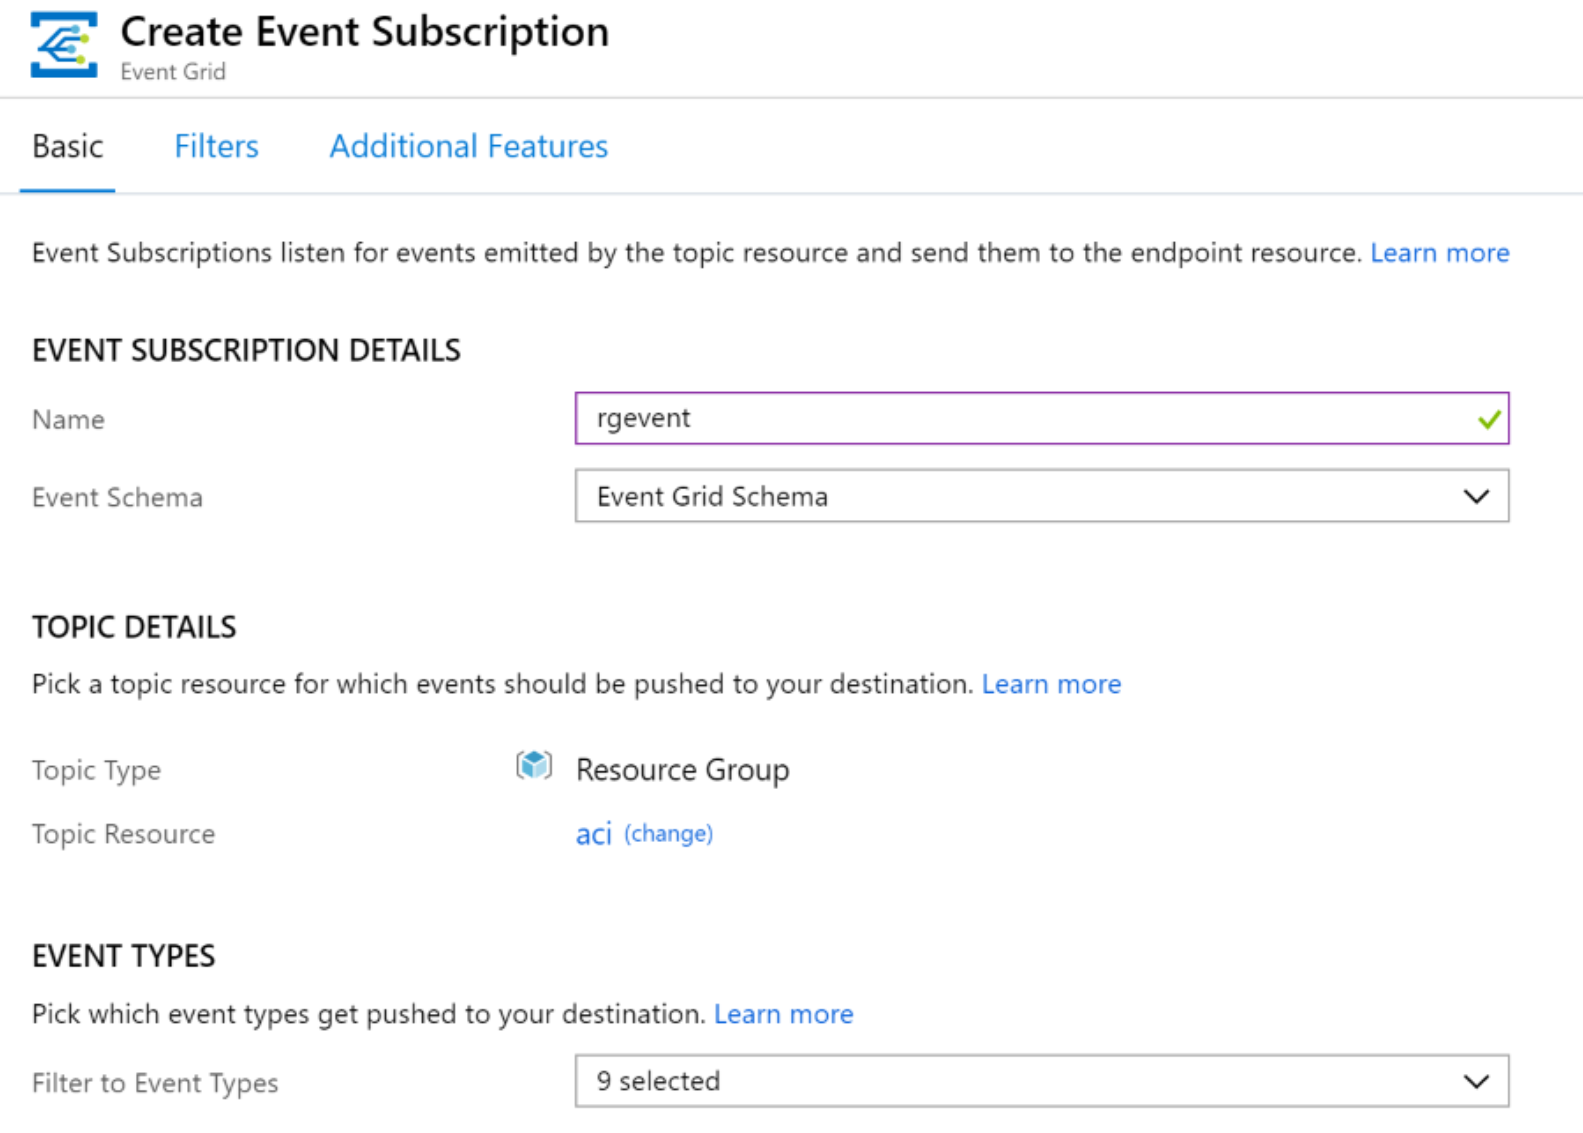 Create Event Subscription
Event Grid
Basic Filters Additional Features
Event Subscriptions listen for events emitted by the topic resource and send them to the endpoint resource. Learn more
EVENT SUBSCRIPTION DETAILS
Name rgevent
Event Schema Event Grid Schema
TOPIC DETAILS
Pick a topic resource for which events should be pushed to your destination. Learn more
Topic Type Resource Group
Topic Resource aci (change)
EVENT TYPES
Pick which event types get pushed to your destination. Learn more
Filter to Event Types 9 selected